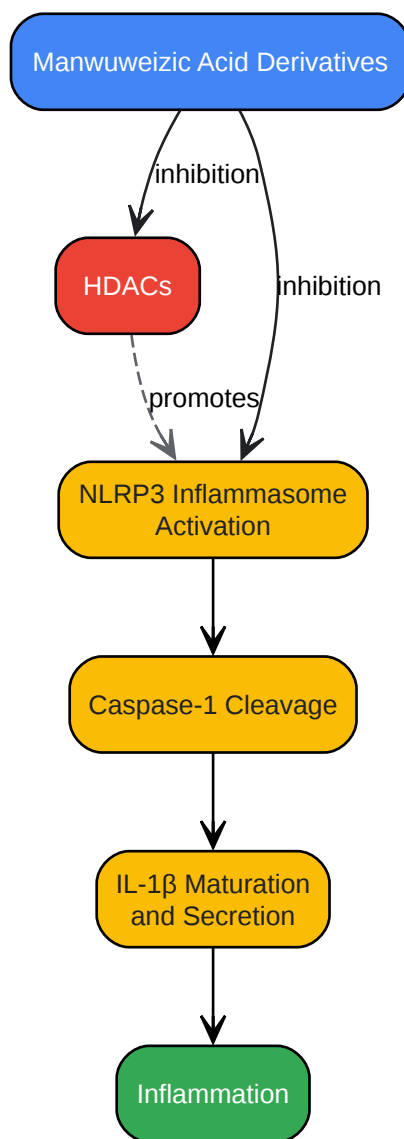 Manwuweizic Acid Derivatives
inhibition
HDACs
inhibition
promotes
NLRP3 Inflammasome
Activation
Caspase-1 Cleavage
IL-1β Maturation
and Secretion
Inflammation